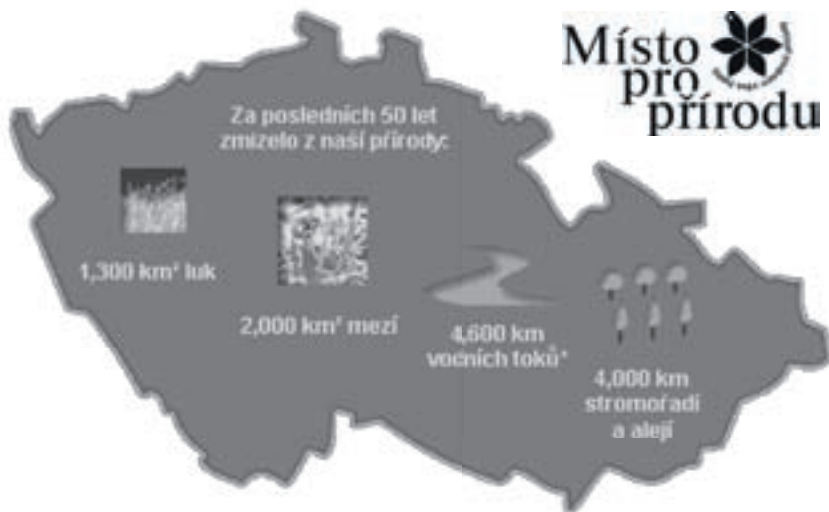 Místo
pro
přírodu
Za posledních 50 let
zmizelo z naší přírody:
1,300 km² luk
2,000 km² mezí
4,600 km
vodních toků*
4,000 km
stromořadí
a alejí